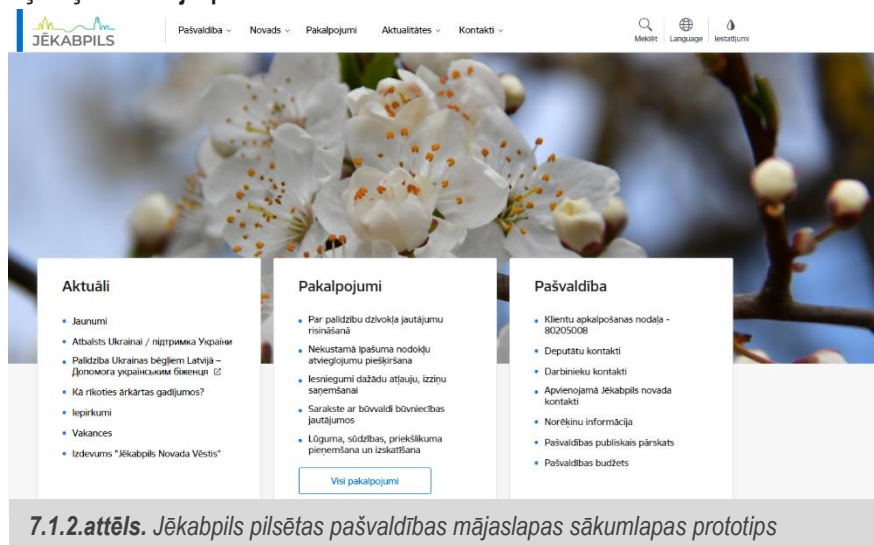 JĒKABPILS
Pašvaldība
Novads
Pakalpojumi
Aktualitātes
Kontakti
Meklēt
Language
Iestatījumi
Aktuāli
Jaunumi
Atbalsts Ukrainai / підтримка України
Palīdzība Ukrainas bēgļiem Latvijā –
Допомога українським біженця
Kā rīkoties ārkārtas gadījumos?
Iepirkumi
Vakances
Izdevums "Jēkabpils Novada Vēstis"
Pakalpojumi
Par palīdzību dzīvokļa jautājumu
risināšanā
Nekustamā īpašuma nodokļu
atvieglojumu piešķiršana
Iesniegumi dažādu atļauju, izziņu
saņemšanai
Sarakste ar būvvaldi būvniecības
jautājumos
Lūguma, sūdzības, priekšlikuma
pieņemšana un izskatīšana
Visi pakalpojumi
Pašvaldība
Klientu apkalpošanas nodaļa -
80205008
Deputātu kontakti
Darbinieku kontakti
Apvienojamā Jēkabpils novada
kontakti
Norēķinu informācija
Pašvaldības publiskais pārskats
Pašvaldības budžets
7.1.2.attēls. Jēkabpils pilsētas pašvaldības mājaslapas sākumlapas prototips